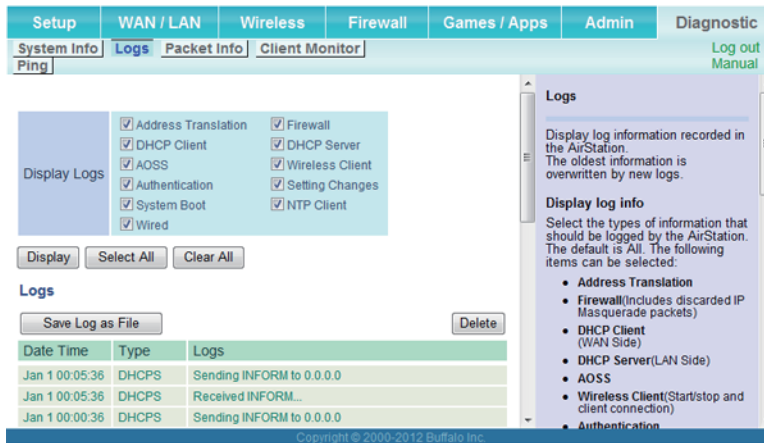 Setup WAN / LAN Wireless Firewall Games / Apps Admin Diagnostic
System Info Logs Packet Info Client Monitor
Ping
Log out
Manual
Display Logs
Address Translation Firewall
DHCP Client DHCP Server
AOSS Wireless Client
Authentication Setting Changes
System Boot NTP Client
Wired
Display Select All Clear All
Logs
Save Log as File Delete
Date Time Type Logs
Jan 1 00:05:36 DHCPS Sending INFORM to 0.0.0.0
Jan 1 00:05:36 DHCPS Received INFORM...
Jan 1 00:00:36 DHCPS Sending INFORM to 0.0.0.0
Logs
Display log information recorded in
the AirStation.
The oldest information is
overwritten by new logs.
Display log info
Select the types of information that
should be logged by the AirStation.
The default is All. The following
items can be selected:
• Address Translation
• Firewall(Includes discarded IP
Masquerade packets)
• DHCP Client
(WAN Side)
• DHCP Server(LAN Side)
• AOSS
• Wireless Client(Start/stop and
client connection)
• Authentication
Copyright © 2000-2012 Buffalo Inc.